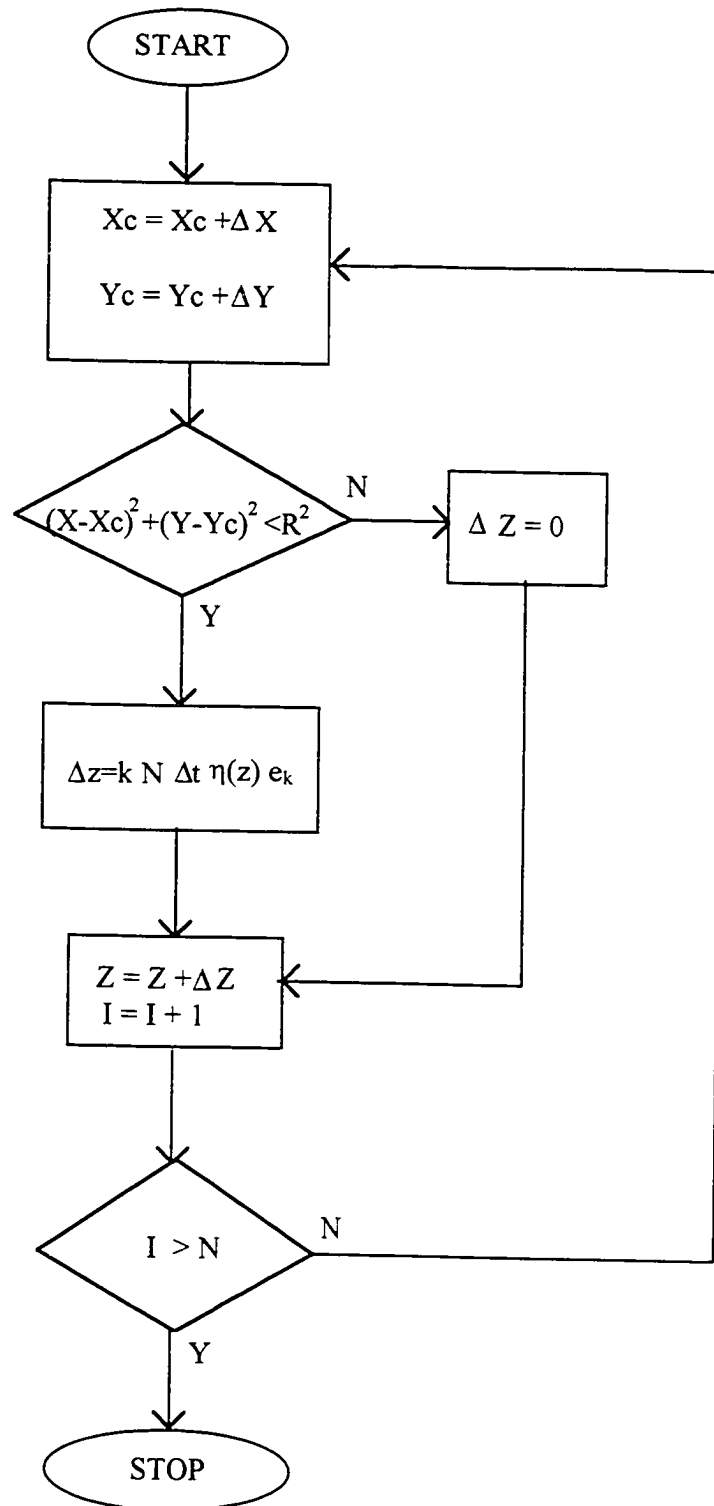 START
Xc = Xc +Δ X
Yc = Yc +Δ Y
(X-Xc)²+(Y-Yc)² <R²
N
Δ Z = 0
Y
Δz=k N Δt η(z) eₖ
Z = Z +Δ Z
I = I + 1
I > N
N
Y
STOP